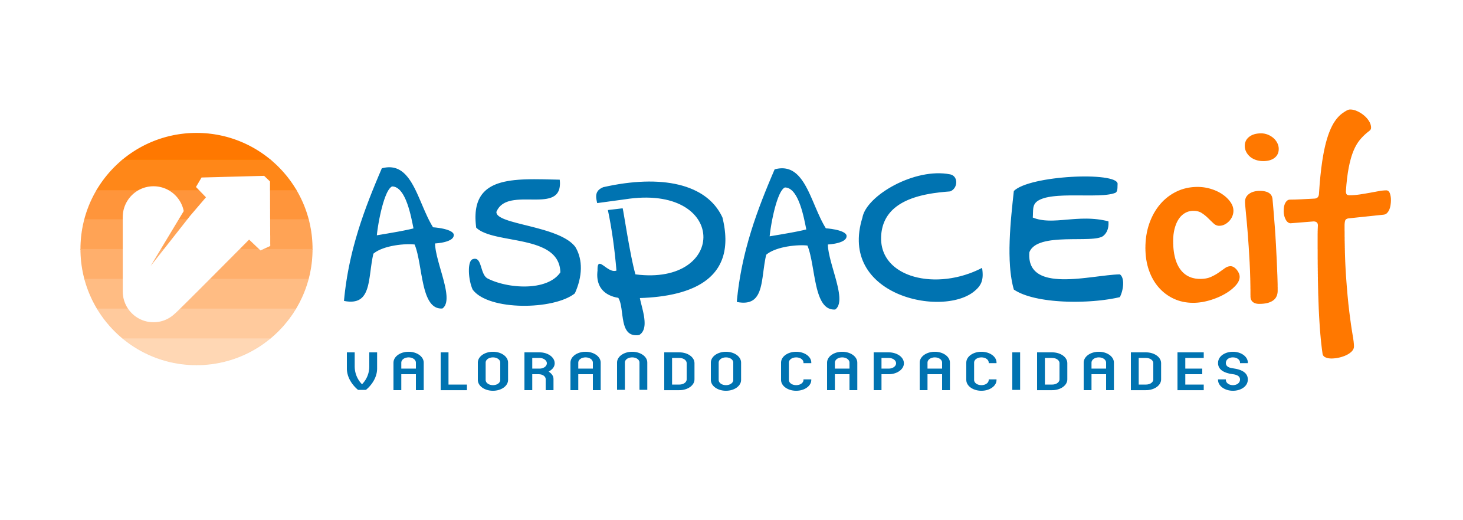 ASPACEcif
VALORANDO CAPACIDADES